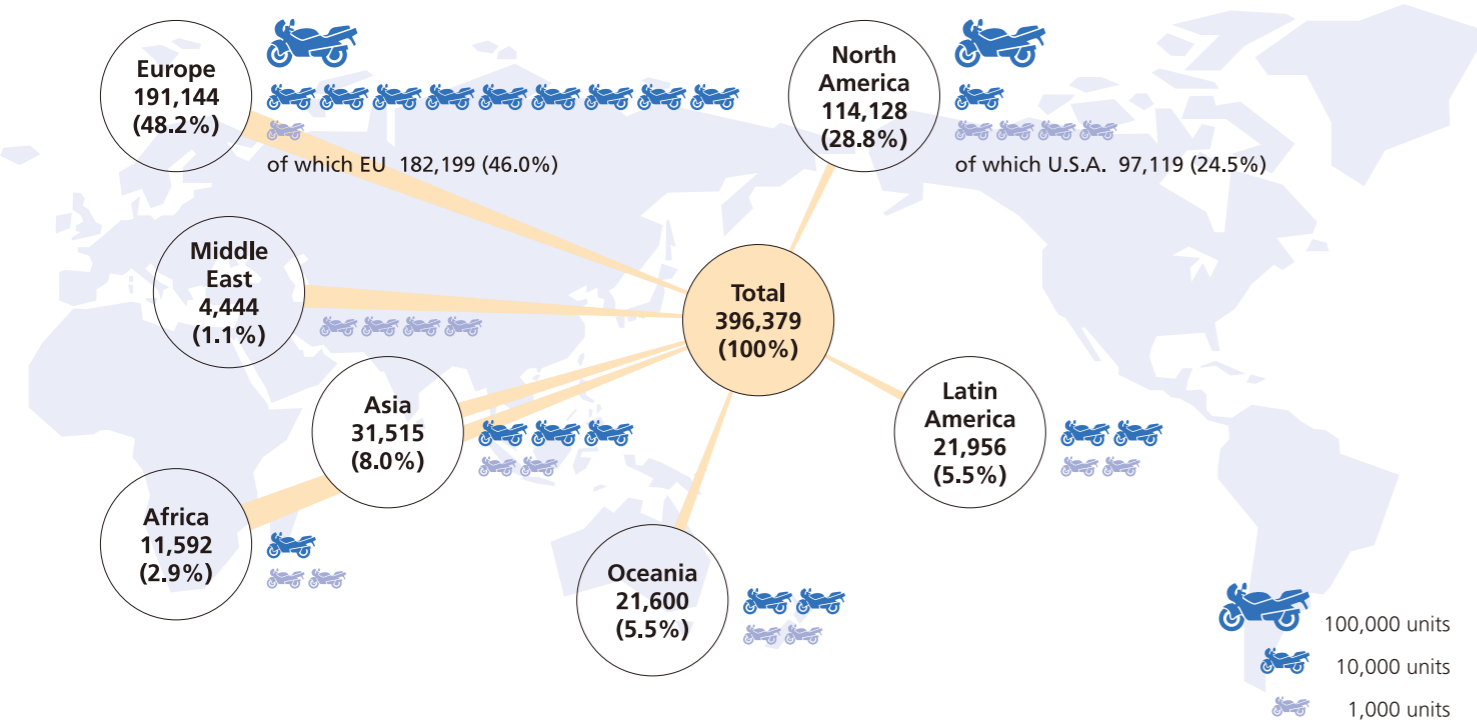 Europe
191,144
(48.2%)
of which EU 182,199 (46.0%)
North
America
114,128
(28.8%)
of which U.S.A. 97,119 (24.5%)
Middle
East
4,444
(1.1%)
Total
396,379
(100%)
Asia
31,515
(8.0%)
Latin
America
21,956
(5.5%)
Africa
11,592
(2.9%)
Oceania
21,600
(5.5%)
100,000 units
10,000 units
1,000 units